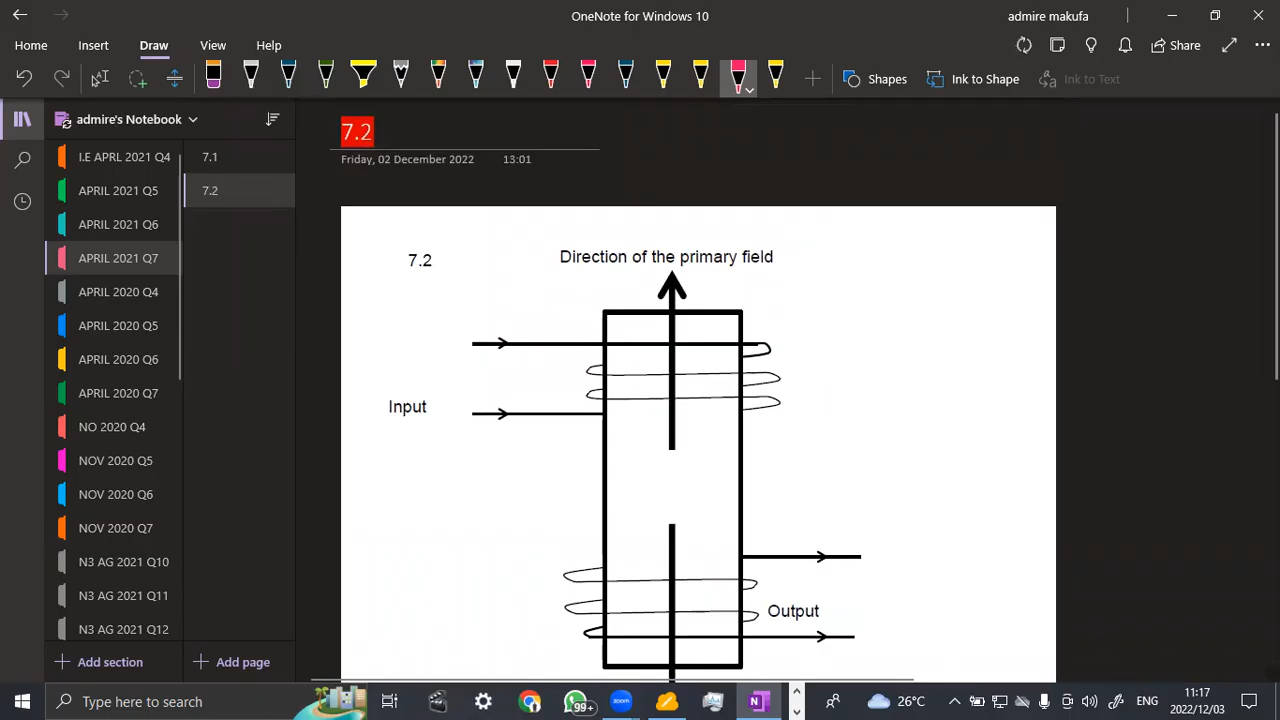 OneNote for Windows 10
admire makufa
Home Insert Draw View Help
Share
Shapes Ink to Shape Ink to Text
admire's Notebook
I.E APRL 2021 Q4
APRIL 2021 Q5
APRIL 2021 Q6
APRIL 2021 Q7
APRIL 2020 Q4
APRIL 2020 Q5
APRIL 2020 Q6
APRIL 2020 Q7
NO 2020 Q4
NOV 2020 Q5
NOV 2020 Q6
NOV 2020 Q7
N3 AG 2021 Q10
N3 AG 2021 Q11
N3 AG 2021 Q12
Add section
7.1
7.2
Add page
7.2
Friday, 02 December 2022 13:01
7.2
Direction of the primary field
Input
Output
Type here to search
99+
zoom
N
26°C
ENG
11:17
2022/12/03